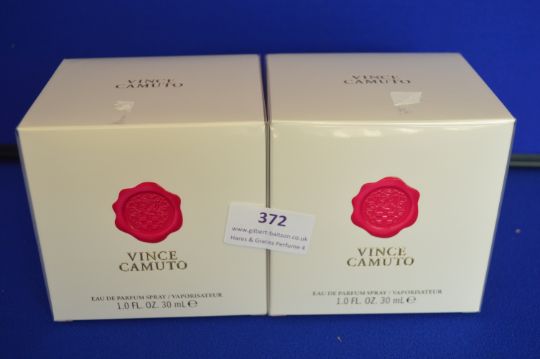 VINCE
CAMUTO
VINCE
CAMUTO
VINCE
CAMUTO
EAU DE PARFUM SPRAY / VAPORISATEUR
1.0 FL. OZ. 30 mL ℮
372
www.gilbert-baitson.co.uk
Hares & Granits Perfume 4
VINCE
CAMUTO
EAU DE PARFUM SPRAY / VAPORISATEUR
1.0 FL. OZ. 30 mL ℮